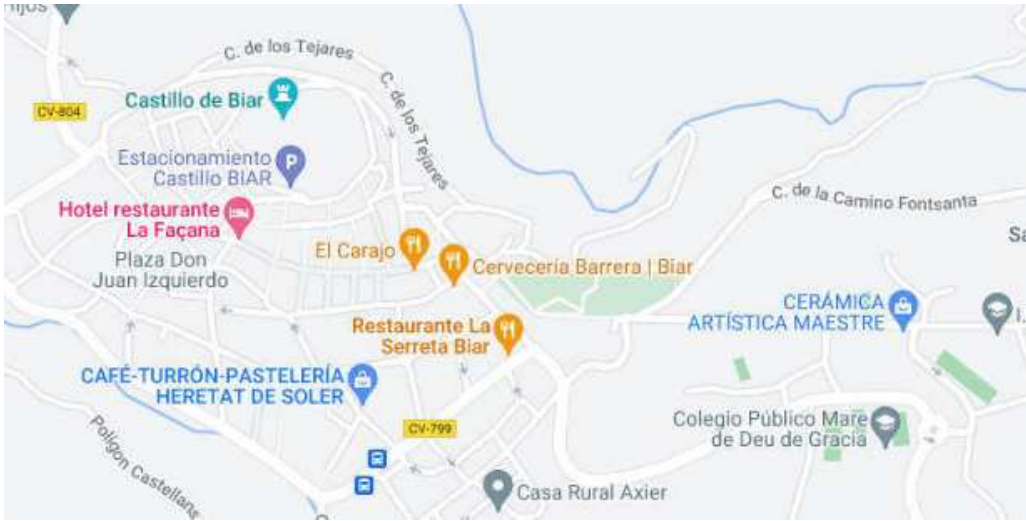 C. de los Tejares
CV-804
Castillo de Biar
C. de los Tejares
Estacionamiento
Castillo BIAR
P
C. de la Camino Fontsanta
Hotel restaurante
La Façana
El Carajo
Plaza Don
Juan Izquierdo
Cervecería Barrera | Biar
CERÁMICA
ARTÍSTICA MAESTRE
Restaurante La
Serreta Biar
CAFÉ-TURRÓN-PASTELERÍA
HERETAT DE SOLER
Colegio Público Mare
de Deu de Gracia
CV-799
Polígon Castellans
Casa Rural Axier